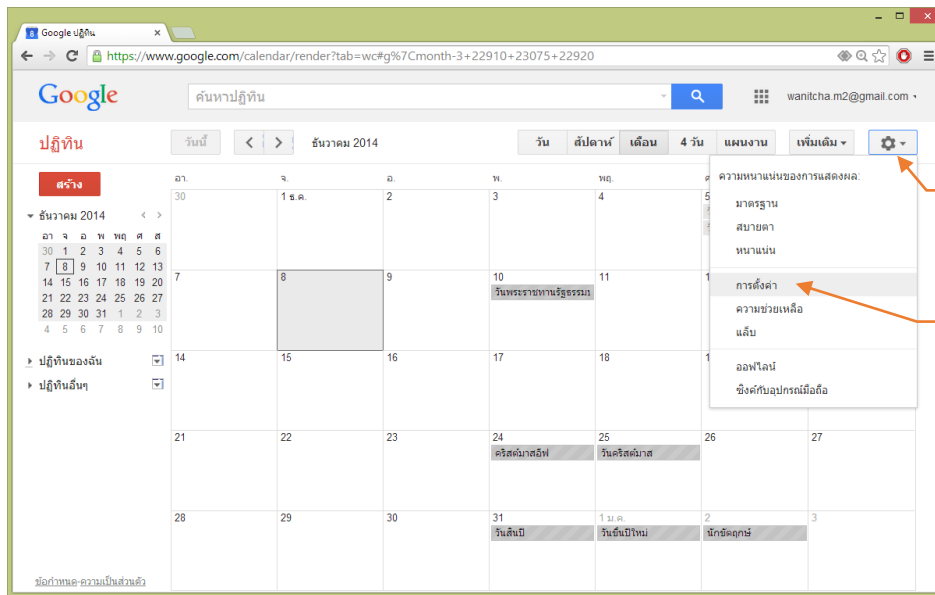 Google ปฏิทิน
https://www.google.com/calendar/render?tab=wc#g%7Cmonth-3+22910+23075+22920
Google ค้นหาปฏิทิน wanitcha.m2@gmail.com
ปฏิทิน วันนี้ ธันวาคม 2014 วัน สัปดาห์ เดือน 4 วัน แผนงาน เพิ่มเติม
สร้าง
ธันวาคม 2014
อา จ อ พ พฤ ศ ส
30 1 2 3 4 5 6
7 8 9 10 11 12 13
14 15 16 17 18 19 20
21 22 23 24 25 26 27
28 29 30 31 1 2 3
4 5 6 7 8 9 10
ปฏิทินของฉัน
ปฏิทินอื่นๆ
ข้อกำหนด-ความเป็นส่วนตัว
อา. จ. อ. พ. พฤ.
30 1 ธ.ค. 2 3 4 5
7 8 9 10 11 1
วันพระราชทานรัฐธรรมน
14 15 16 17 18 1
21 22 23 24 25 26 27
คริสต์มาสอีฟ วันคริสต์มาส
28 29 30 31 1 ม.ค. 2 3
วันสิ้นปี วันขึ้นปีใหม่ นักขัตฤกษ์
ความหนาแน่นของการแสดงผล:
มาตรฐาน
สบายตา
หนาแน่น
การตั้งค่า
ความช่วยเหลือ
แล็บ
ออฟไลน์
ซิงค์กับอุปกรณ์มือถือ